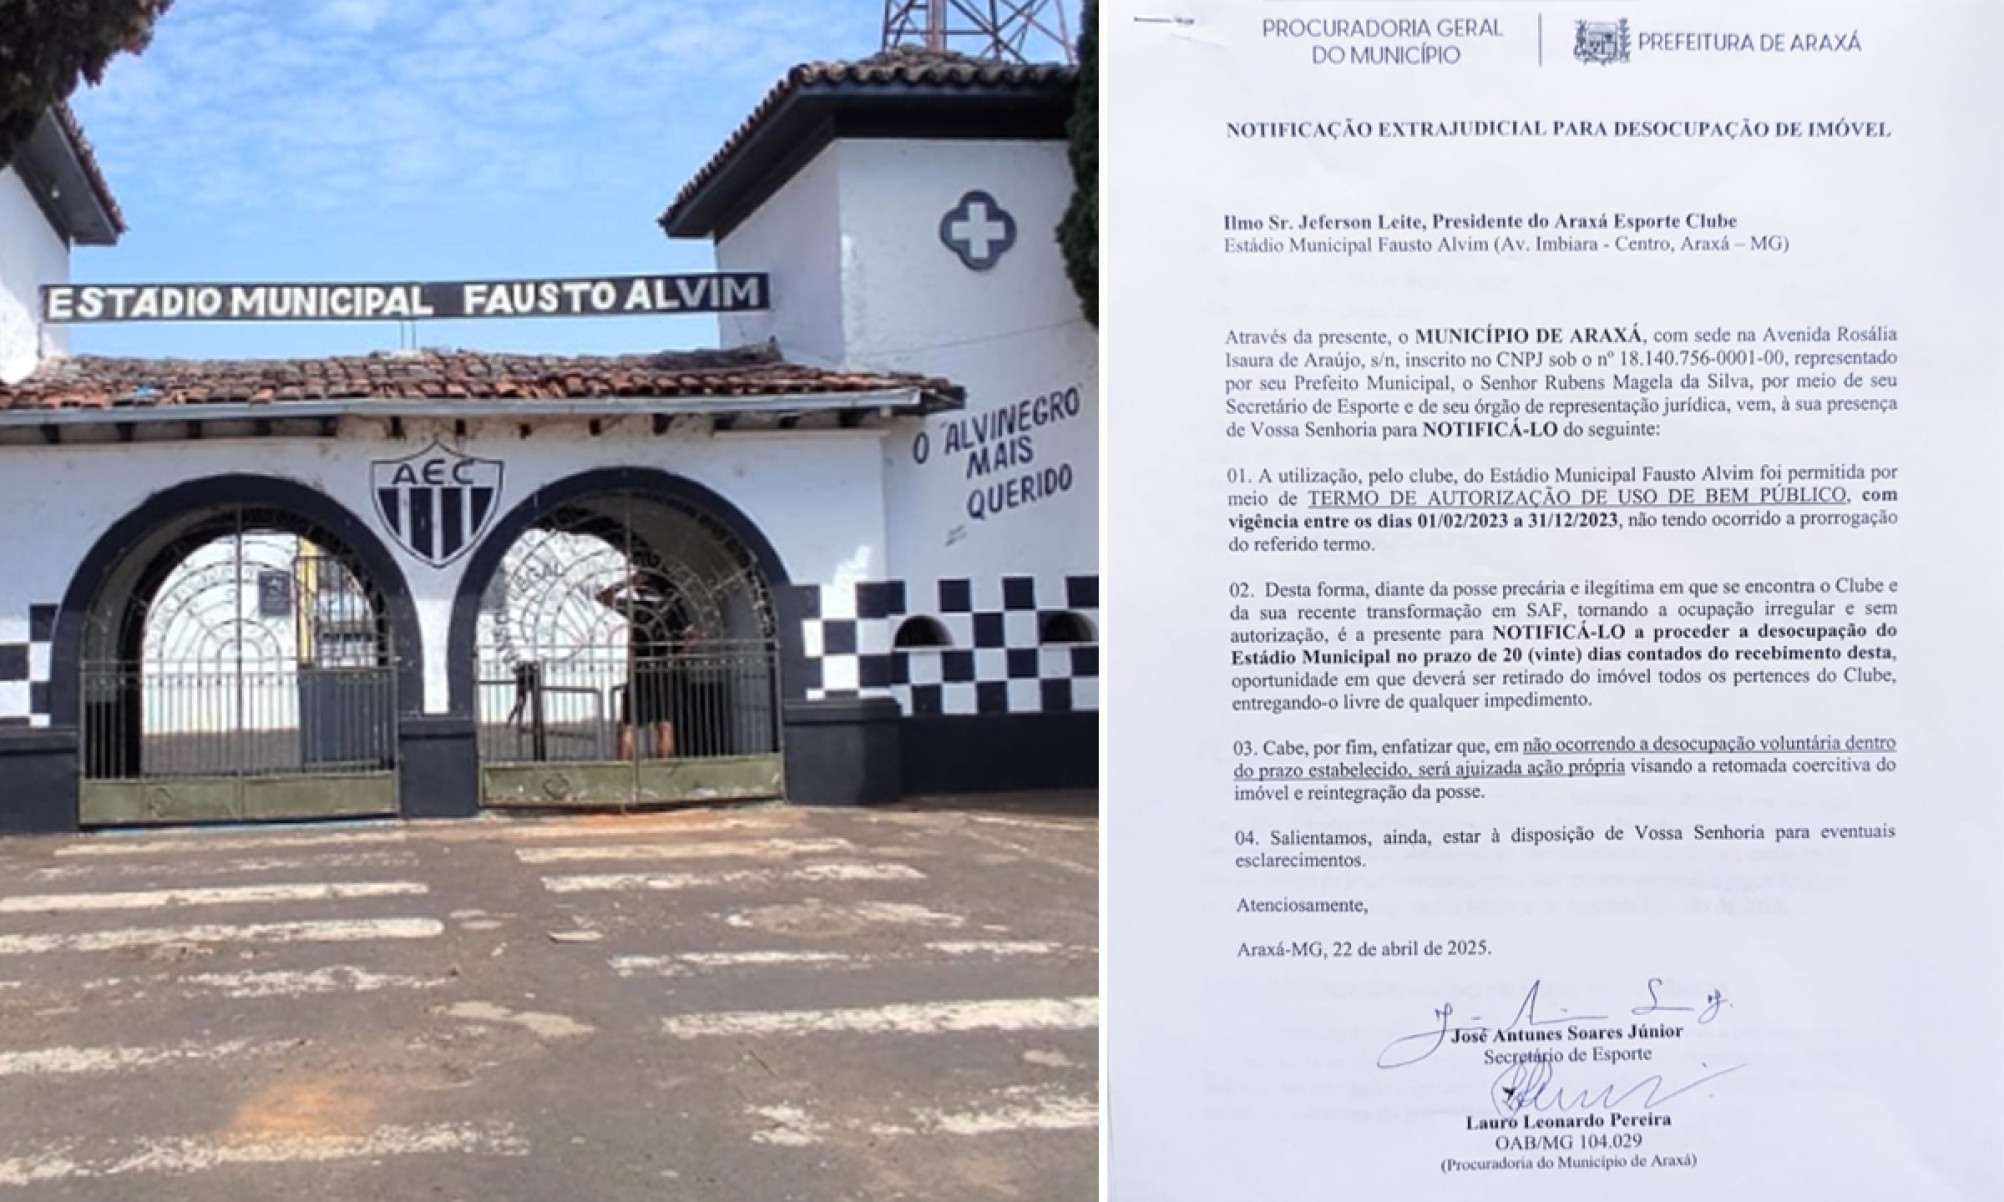 ESTÁDIO MUNICIPAL FAUSTO ALVIM
O "ALVINEGRO
MAIS
QUERIDO
A.E.C
PROCURADORIA GERAL
DO MUNICÍPIO
PREFEITURA DE ARAXÁ
NOTIFICAÇÃO EXTRAJUDICIAL PARA DESOCUPAÇÃO DE IMÓVEL
Ilmo Sr. Jeferson Leite, Presidente do Araxá Esporte Clube
Estádio Municipal Fausto Alvim (Av. Imbiara - Centro, Araxá – MG)
Através da presente, o MUNICÍPIO DE ARAXÁ, com sede na Avenida Rosália
Isaura de Araújo, s/n, inscrito no CNPJ sob o nº 18.140.756-0001-00, representado
por seu Prefeito Municipal, o Senhor Rubens Magela da Silva, por meio de seu
Secretário de Esporte e de seu órgão de representação jurídica, vem, à sua presença
de Vossa Senhoria para NOTIFICÁ-LO do seguinte:
01. A utilização, pelo clube, do Estádio Municipal Fausto Alvim foi permitida por
meio de TERMO DE AUTORIZAÇÃO DE USO DE BEM PÚBLICO, com
vigência entre os dias 01/02/2023 a 31/12/2023, não tendo ocorrido a prorrogação
do referido termo.
02. Desta forma, diante da posse precária e ilegítima em que se encontra o Clube e
da sua recente transformação em SAF, tornando a ocupação irregular e sem
autorização, é a presente para NOTIFICÁ-LO a proceder a desocupação do
Estádio Municipal no prazo de 20 (vinte) dias contados do recebimento desta,
oportunidade em que deverá ser retirado do imóvel todos os pertences do Clube,
entregando-o livre de qualquer impedimento.
03. Cabe, por fim, enfatizar que, em não ocorrendo a desocupação voluntária dentro
do prazo estabelecido, será ajuizada ação própria visando a retomada coercitiva do
imóvel e reintegração da posse.
04. Salientamos, ainda, estar à disposição de Vossa Senhoria para eventuais
esclarecimentos.
Atenciosamente,
Araxá-MG, 22 de abril de 2025.
José Antunes Soares Júnior
Secretário de Esporte
Lauro Leonardo Pereira
OAB/MG 104.029
(Procuradoria do Município de Araxá)